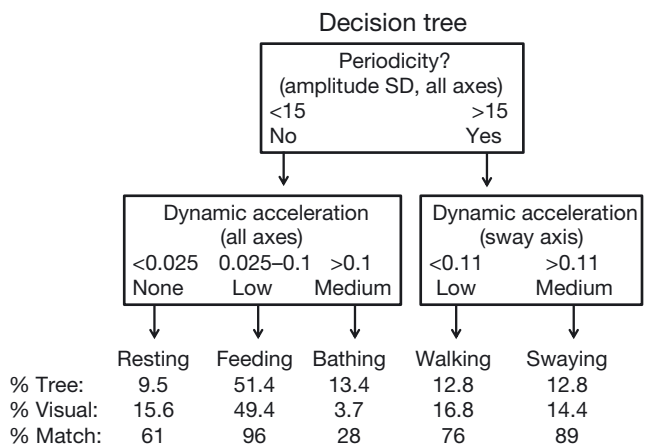 Decision tree
Periodicity?
(amplitude SD, all axes)
<15 >15
No Yes
Dynamic acceleration
(all axes)
<0.025 0.025–0.1 >0.1
None Low Medium
Dynamic acceleration
(sway axis)
<0.11 >0.11
Low Medium
Resting Feeding Bathing Walking Swaying
% Tree: 9.5 51.4 13.4 12.8 12.8
% Visual: 15.6 49.4 3.7 16.8 14.4
% Match: 61 96 28 76 89